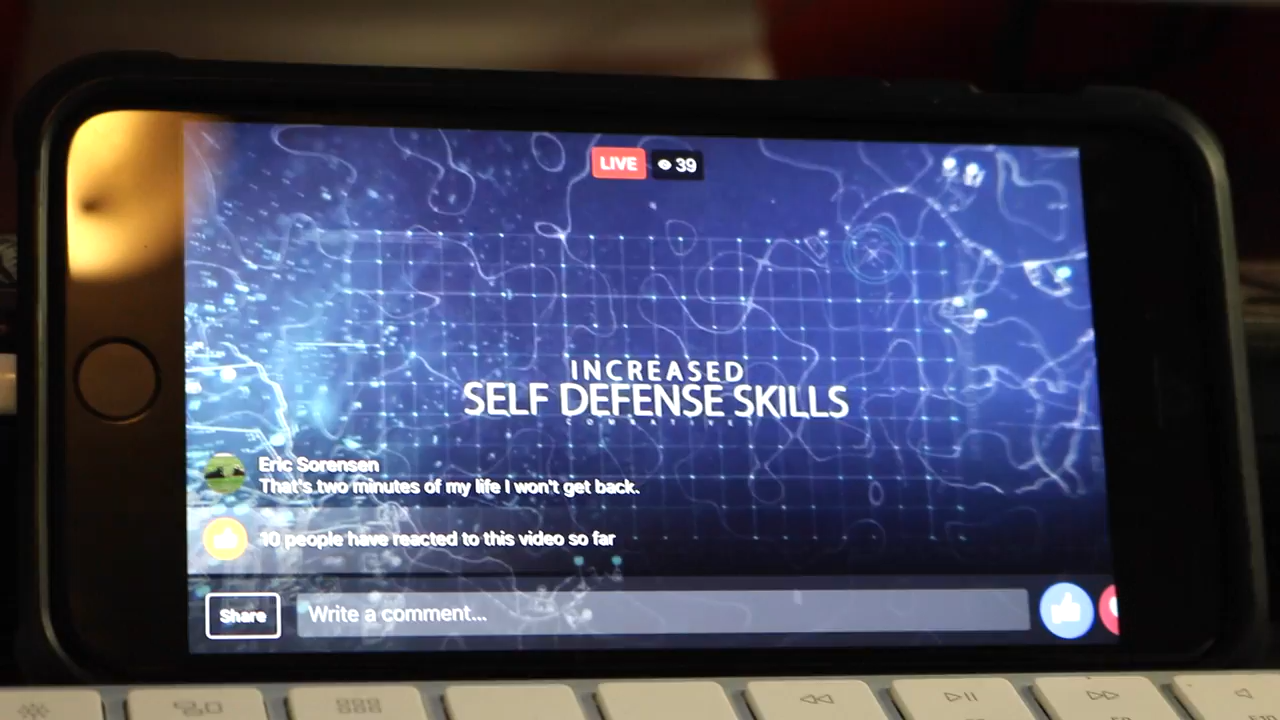 LIVE 39
INCREASED
SELF DEFENSE SKILLS
COMBATIVES
Eric Sorensen
That's two minutes of my life I won't get back.
10 people have reacted to this video so far
Share
Write a comment...